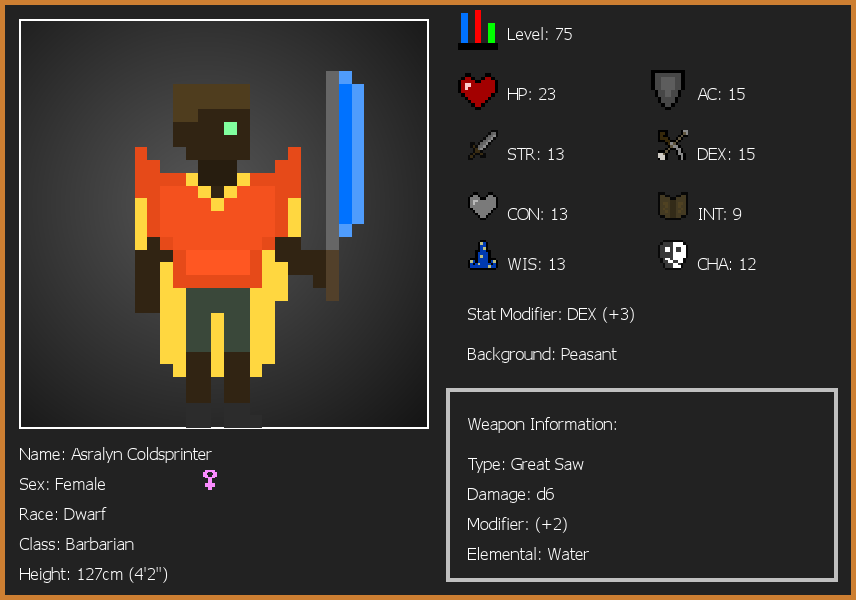 Level: 75
HP: 23
AC: 15
STR: 13
DEX: 15
CON: 13
INT: 9
WIS: 13
CHA: 12
Stat Modifier: DEX (+3)
Background: Peasant
Weapon Information:
Type: Great Saw
Damage: d6
Modifier: (+2)
Elemental: Water
Name: Asralyn Coldsprinter
Sex: Female
Race: Dwarf
Class: Barbarian
Height: 127cm (4'2")